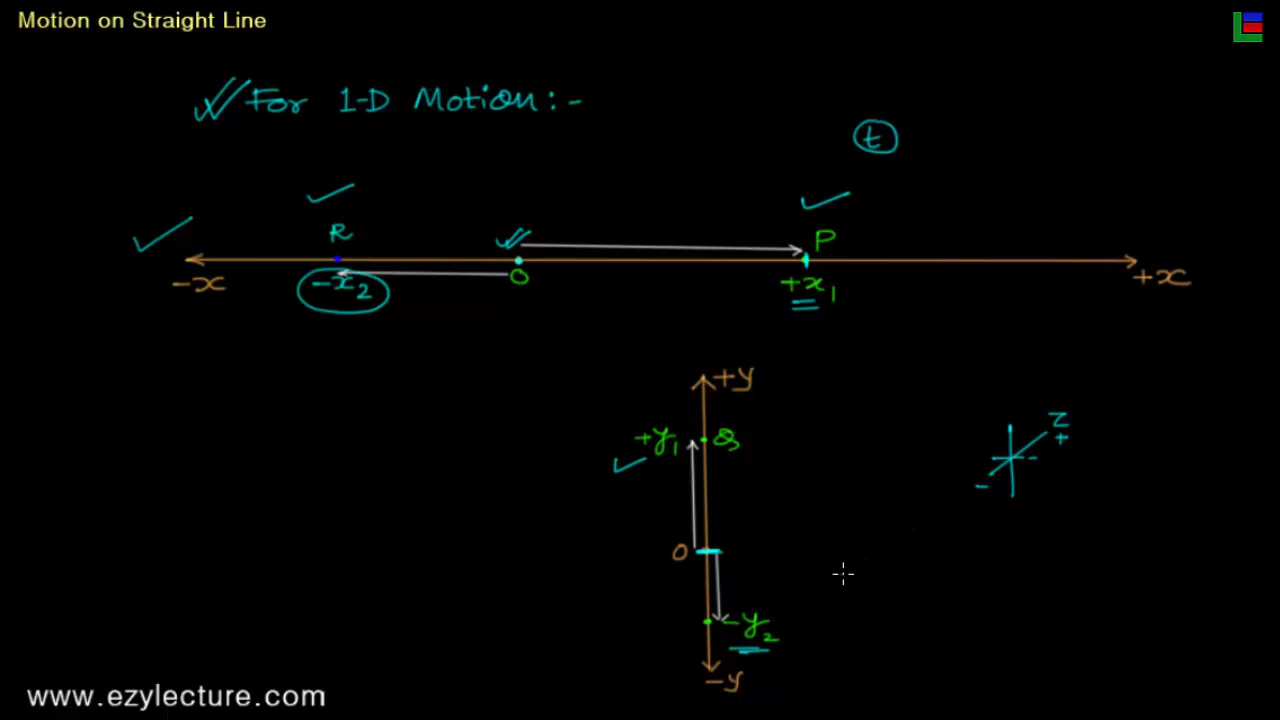 Motion on Straight Line
For 1-D Motion:-
t
R
P
-x O +x
-x₂ +x₁
+y
+y₁ Q
Z
+
-
O
-y₂
-y
www.ezylecture.com